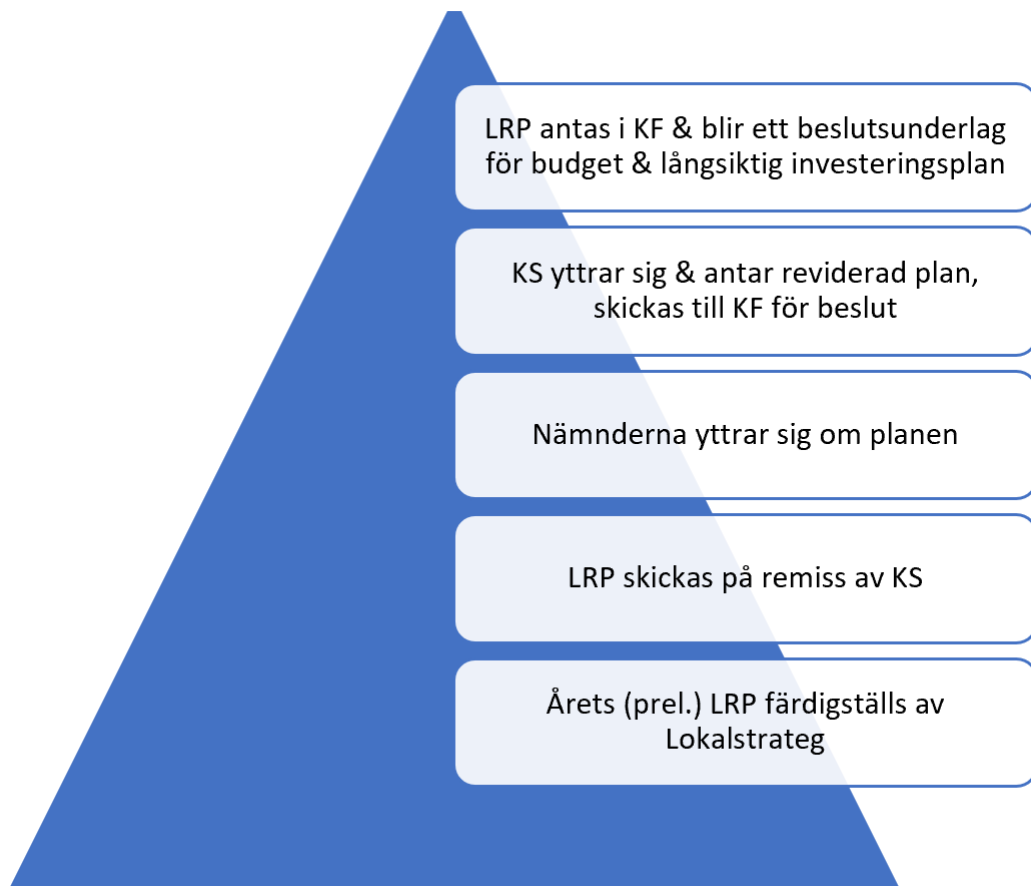 LRP antas i KF & blir ett beslutsunderlag
för budget & långsiktig investeringsplan
KS yttrar sig & antar reviderad plan,
skickas till KF för beslut
Nämnderna yttrar sig om planen
LRP skickas på remiss av KS
Årets (prel.) LRP färdigställs av
Lokalstrateg